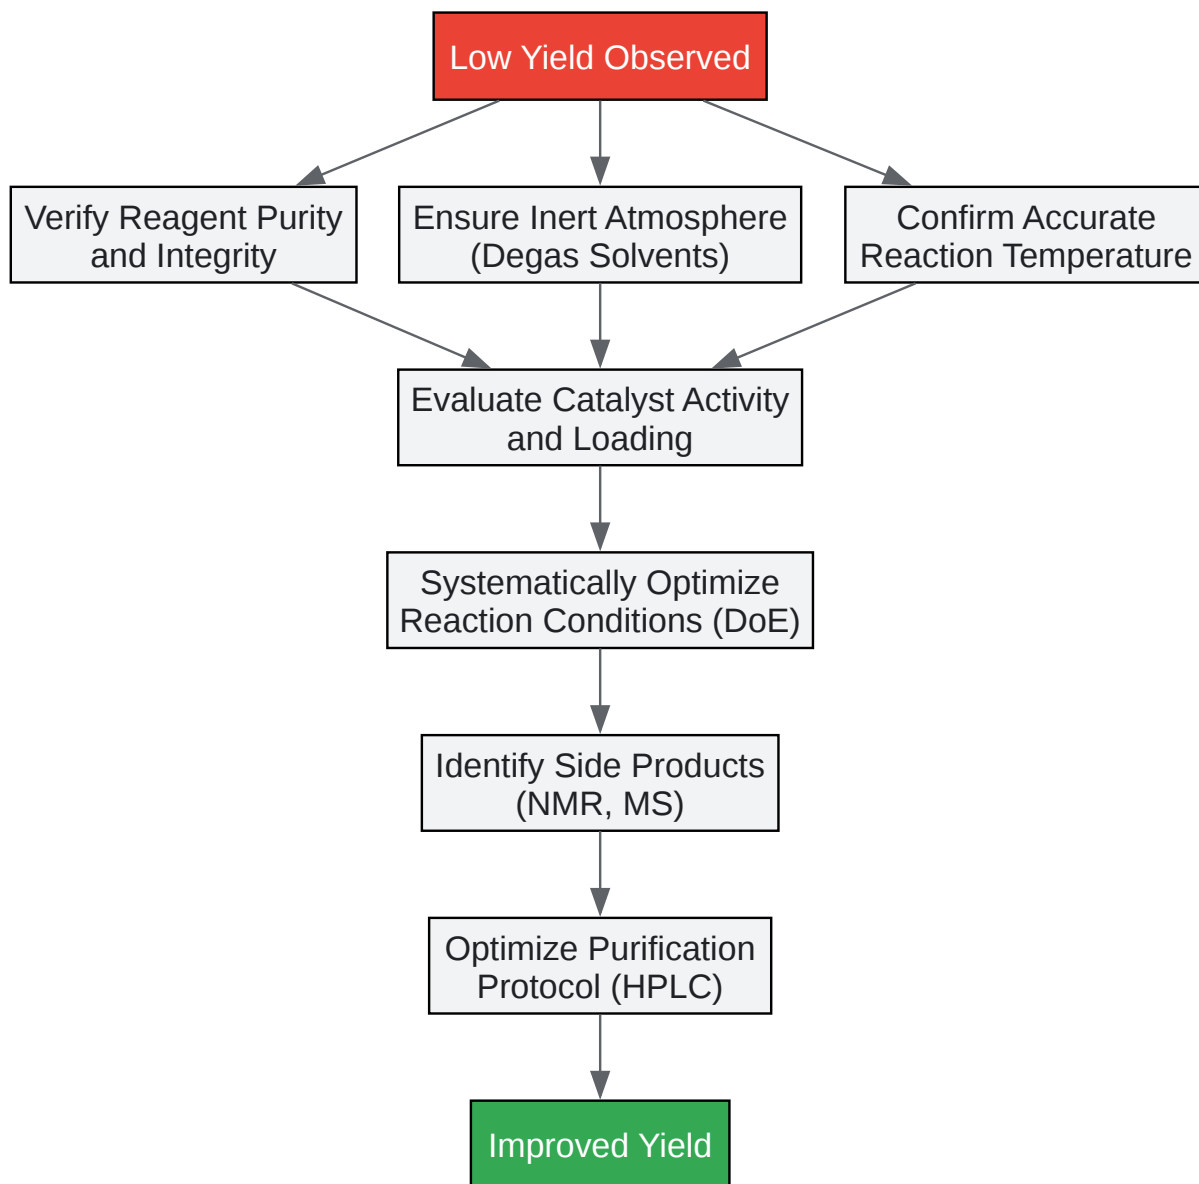 Low Yield Observed
Verify Reagent Purity
and Integrity
Ensure Inert Atmosphere
(Degas Solvents)
Confirm Accurate
Reaction Temperature
Evaluate Catalyst Activity
and Loading
Systematically Optimize
Reaction Conditions (DoE)
Identify Side Products
(NMR, MS)
Optimize Purification
Protocol (HPLC)
Improved Yield